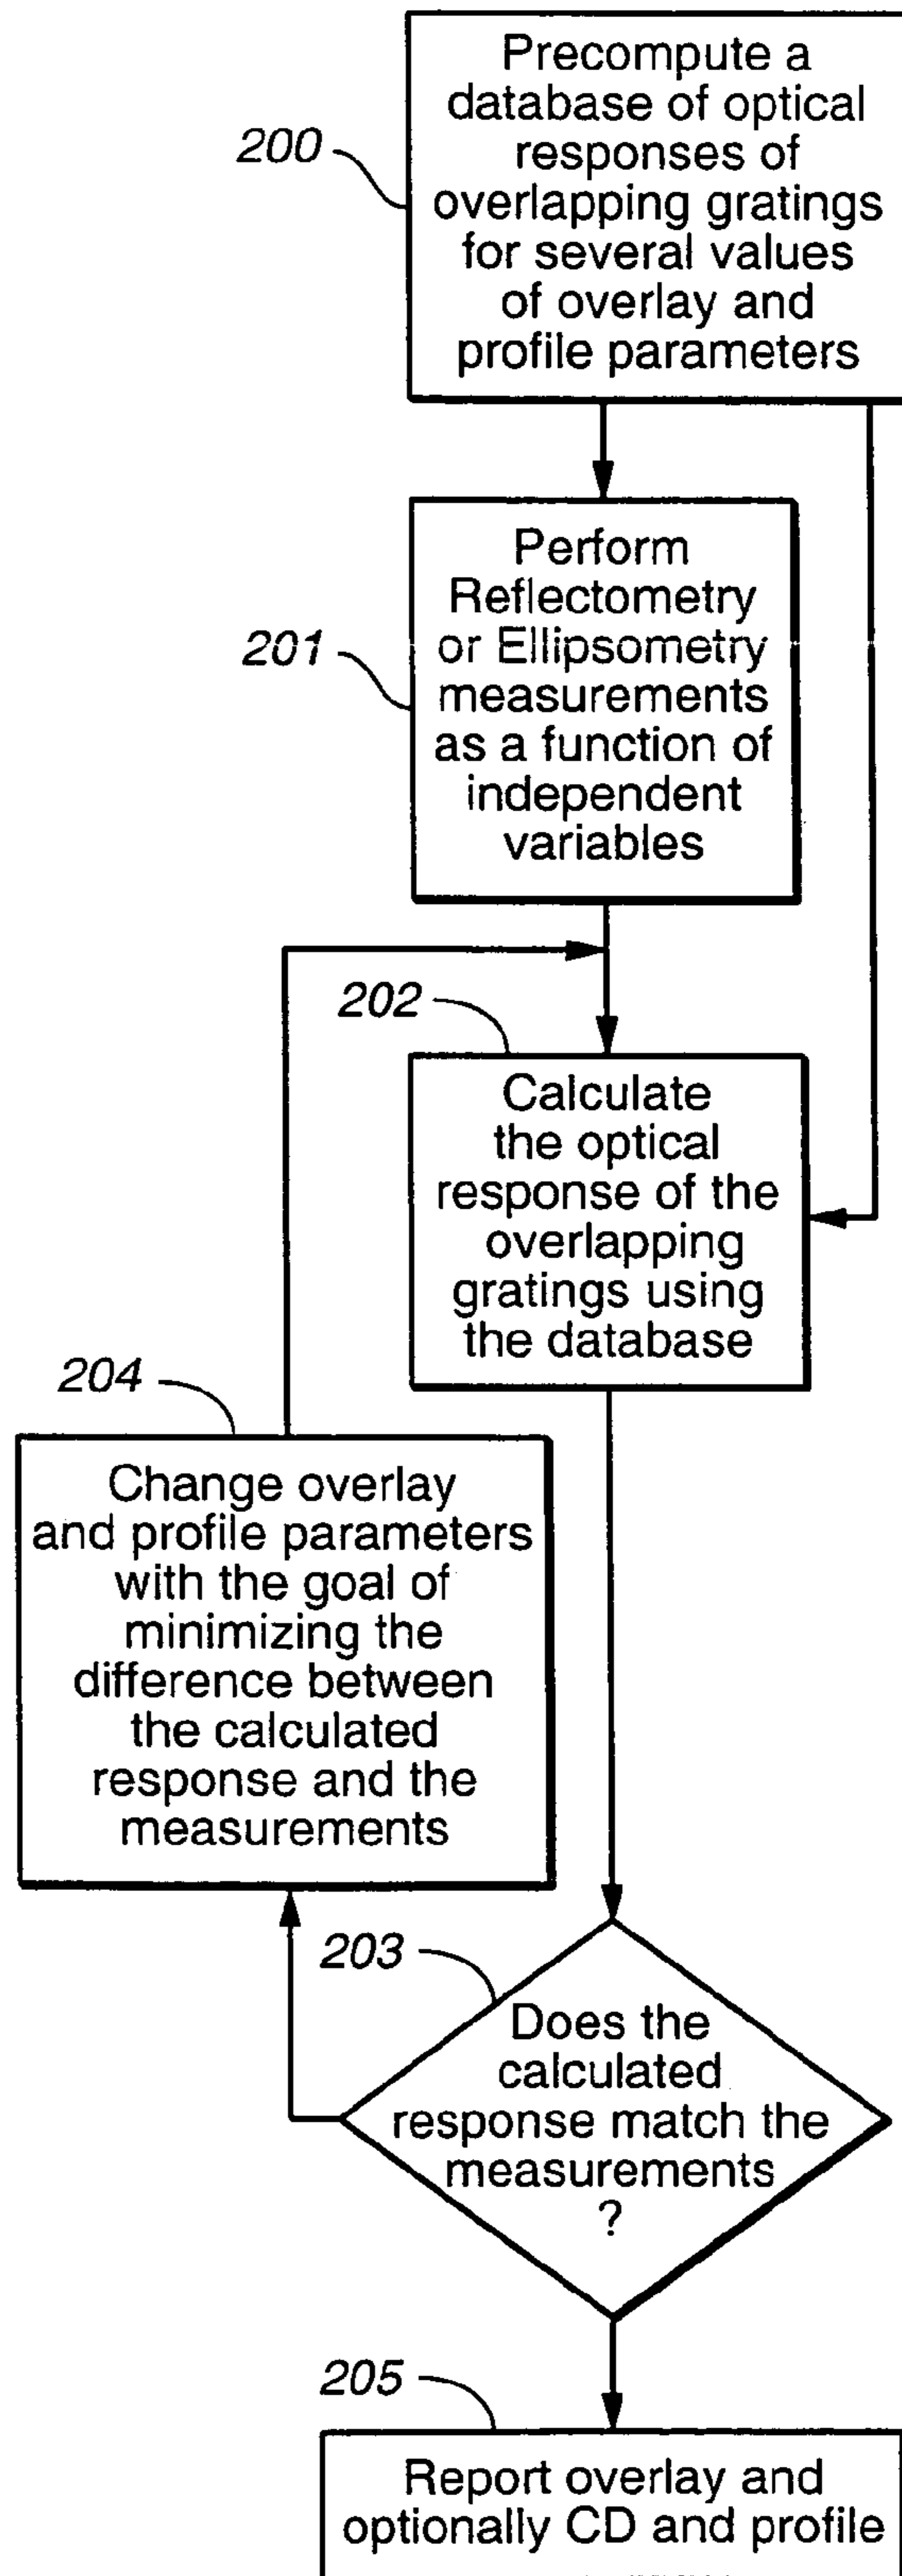 Precompute a
database of optical
responses of
overlapping gratings
for several values
of overlay and
profile parameters
200
Perform
Reflectometry
or Ellipsometry
measurements
as a function of
independent
variables
201
202
Calculate
the optical
response of the
overlapping
gratings using
the database
204
Change overlay
and profile parameters
with the goal of
minimizing the
difference between
the calculated
response and the
measurements
203
Does the
calculated
response match the
measurements
?
205
Report overlay and
optionally CD and profile